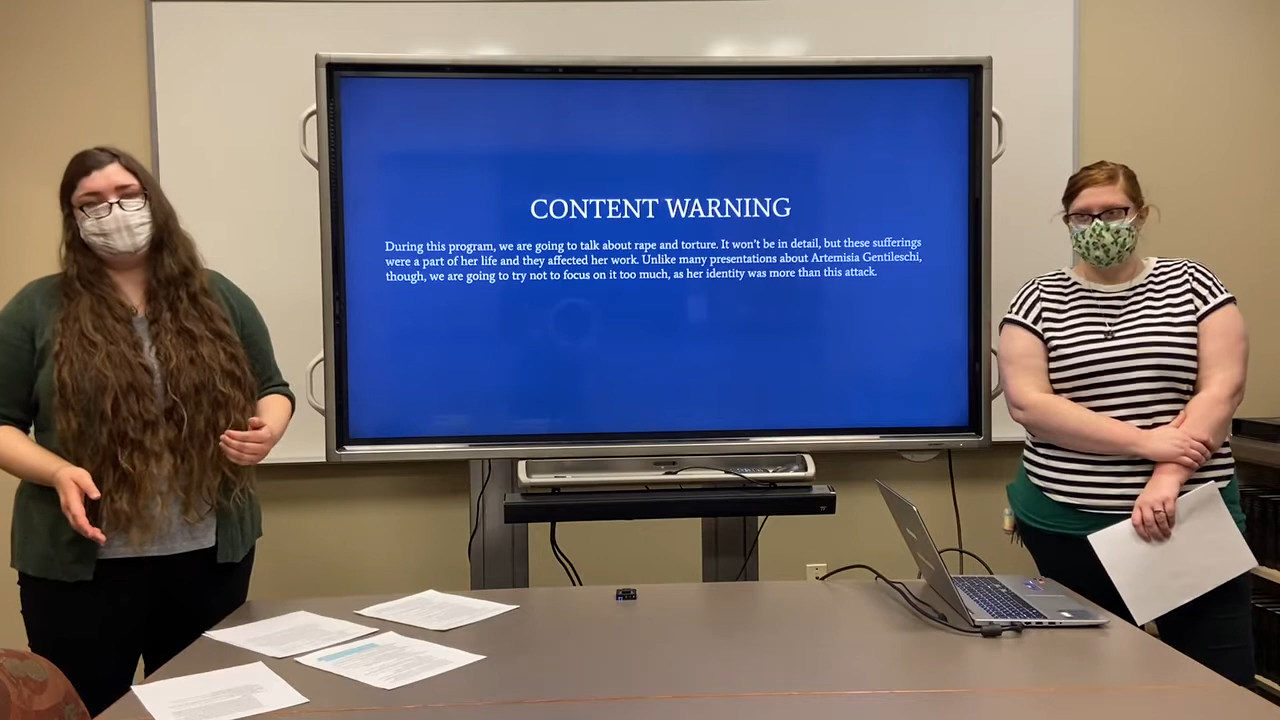 CONTENT WARNING
During this program, we are going to talk about rape and torture. It won't be in detail, but these sufferings
were a part of her life and they affected her work. Unlike many presentations about Artemisia Gentileschi,
though, we are going to try not to focus on it too much, as her identity was more than this attack.